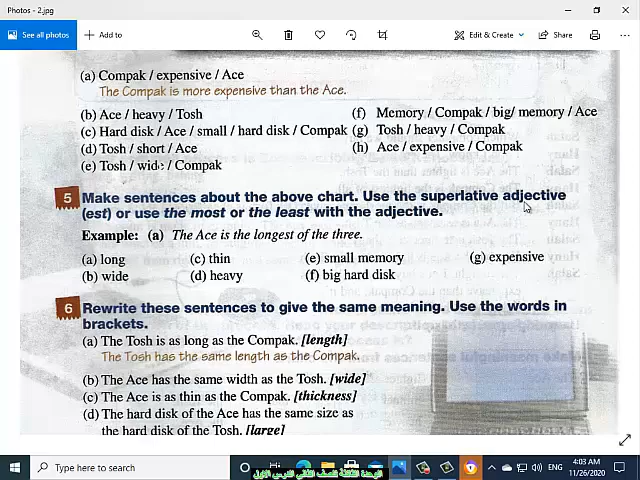 Photos - 2.jpg
See all photos
Add to
Edit & Create
Share
(a) Compak / expensive / Ace
The Compak is more expensive than the Ace.
(b) Ace / heavy / Tosh
(c) Hard disk / Ace / small / hard disk / Compak
(d) Tosh / short / Ace
(e) Tosh / wide / Compak
(f) Memory / Compak / big/ memory / Ace
(g) Tosh / heavy / Compak
(h) Ace / expensive / Compak
5 Make sentences about the above chart. Use the superlative adjective
(est) or use the most or the least with the adjective.
Example: (a) The Ace is the longest of the three.
(a) long (c) thin (e) small memory (g) expensive
(b) wide (d) heavy (f) big hard disk
6 Rewrite these sentences to give the same meaning. Use the words in
brackets.
(a) The Tosh is as long as the Compak. [length]
The Tosh has the same length as the Compak.
(b) The Ace has the same width as the Tosh. [wide]
(c) The Ace is as thin as the Compak. [thickness]
(d) The hard disk of the Ace has the same size as
the hard disk of the Tosh. [large]
Type here to search
ENG
4:03 AM
11/26/2020